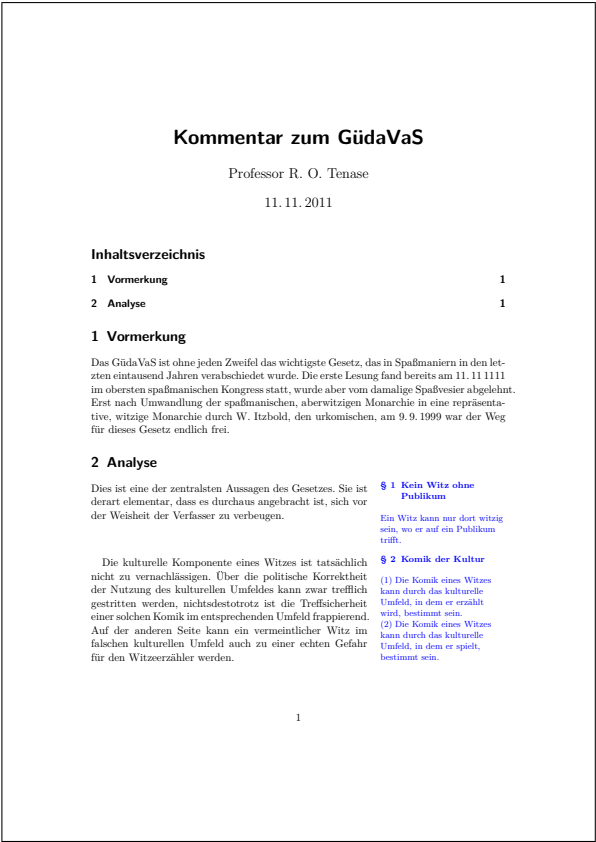 Kommentar zum GüdaVaS
Professor R. O. Tenase
11. 11. 2011
Inhaltsverzeichnis
1 Vormerkung 1
2 Analyse 1
1 Vormerkung
Das GüdaVaS ist ohne jeden Zweifel das wichtigste Gesetz, das in Spaßmaniern in den let-
zten eintausend Jahren verabschiedet wurde. Die erste Lesung fand bereits am 11. 11 1111
im obersten spaßmanischen Kongress statt, wurde aber vom damalige Spaßvesier abgelehnt.
Erst nach Umwandlung der spaßmanischen, aberwitzigen Monarchie in eine repräsenta-
tive, witzige Monarchie durch W. Itzbold, den urkomischen, am 9. 9. 1999 war der Weg
für dieses Gesetz endlich frei.
2 Analyse
Dies ist eine der zentralsten Aussagen des Gesetzes. Sie ist
derart elementar, dass es durchaus angebracht ist, sich vor
der Weisheit der Verfasser zu verbeugen.
§ 1 Kein Witz ohne
Publikum
Ein Witz kann nur dort witzig
sein, wo er auf ein Publikum
trifft.
Die kulturelle Komponente eines Witzes ist tatsächlich
nicht zu vernachlässigen. Über die politische Korrektheit
der Nutzung des kulturellen Umfeldes kann zwar trefflich
gestritten werden, nichtsdestotrotz ist die Treffsicherheit
einer solchen Komik im entsprechenden Umfeld frappierend.
Auf der anderen Seite kann ein vermeintlicher Witz im
falschen kulturellen Umfeld auch zu einer echten Gefahr
für den Witzeerzähler werden.
§ 2 Komik der Kultur
(1) Die Komik eines Witzes
kann durch das kulturelle
Umfeld, in dem er erzählt
wird, bestimmt sein.
(2) Die Komik eines Witzes
kann durch das kulturelle
Umfeld, in dem er spielt,
bestimmt sein.
1